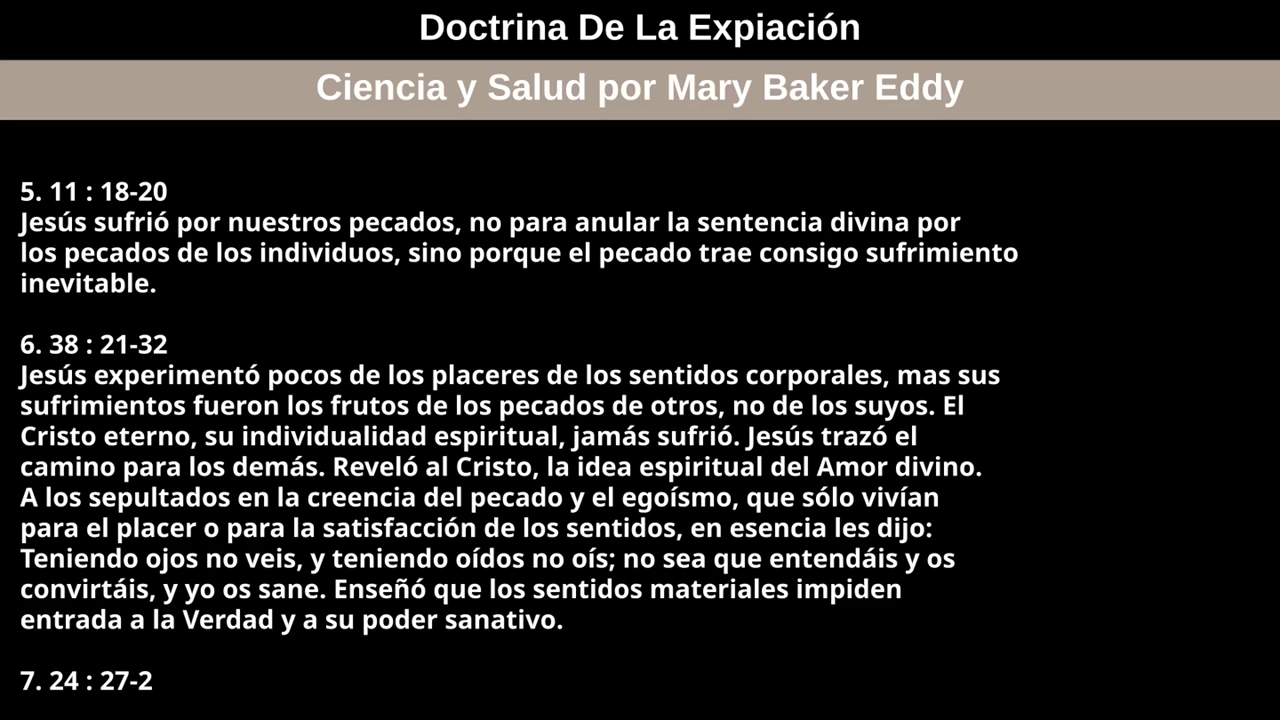 Doctrina De La Expiación
Ciencia y Salud por Mary Baker Eddy
5. 11 : 18-20
Jesús sufrió por nuestros pecados, no para anular la sentencia divina por
los pecados de los individuos, sino porque el pecado trae consigo sufrimiento
inevitable.
6. 38 : 21-32
Jesús experimentó pocos de los placeres de los sentidos corporales, mas sus
sufrimientos fueron los frutos de los pecados de otros, no de los suyos. El
Cristo eterno, su individualidad espiritual, jamás sufrió. Jesús trazó el
camino para los demás. Reveló al Cristo, la idea espiritual del Amor divino.
A los sepultados en la creencia del pecado y el egoísmo, que sólo vivían
para el placer o para la satisfacción de los sentidos, en esencia les dijo:
Teniendo ojos no veis, y teniendo oídos no oís; no sea que entendáis y os
convirtáis, y yo os sane. Enseñó que los sentidos materiales impiden
entrada a la Verdad y a su poder sanativo.
7. 24 : 27-2